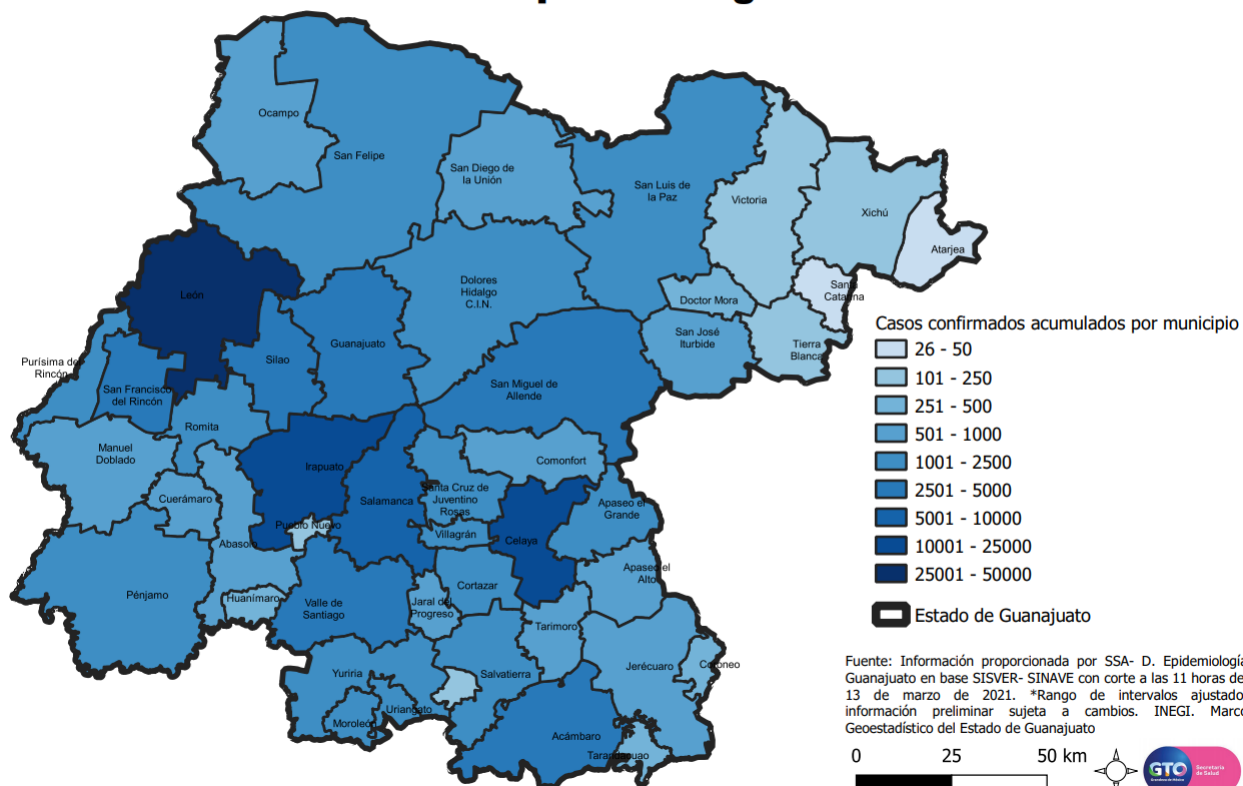 Ocampo
San Felipe
San Diego de
la Unión
San Luis de
la Paz
Victoria
Xichú
Atarjea
León
Dolores
Hidalgo
C.I.N.
Doctor Mora
Santa
Catarina
San José
Iturbide
Tierra
Blanca
Guanajuato
Silao
Purísima del
Rincón
San Francisco
del Rincón
San Miguel de
Allende
Romita
Manuel
Doblado
Irapuato
Comonfort
Cuerámaro
Salamanca
Santa Cruz de
Juventino
Rosas
Apaseo el
Grande
Pueblo Nuevo
Villagrán
Celaya
Abasolo
Apaseo el
Alto
Pénjamo
Huanímaro
Valle de
Santiago
Jaral del
Progreso
Cortazar
Tarimoro
Jerécuaro
Coroneo
Yuriria
Salvatierra
Uriangato
Moroleón
Acámbaro
Tarandacuao
Casos confirmados acumulados por municipio
26 - 50
101 - 250
251 - 500
501 - 1000
1001 - 2500
2501 - 5000
5001 - 10000
10001 - 25000
25001 - 50000
Estado de Guanajuato
Fuente: Información proporcionada por SSA- D. Epidemiología
Guanajuato en base SISVER- SINAVE con corte a las 11 horas de
13 de marzo de 2021. *Rango de intervalos ajustado
información preliminar sujeta a cambios. INEGI. Marco
Geoestadístico del Estado de Guanajuato
0 25 50 km
GTO
Secretaría
de Salud